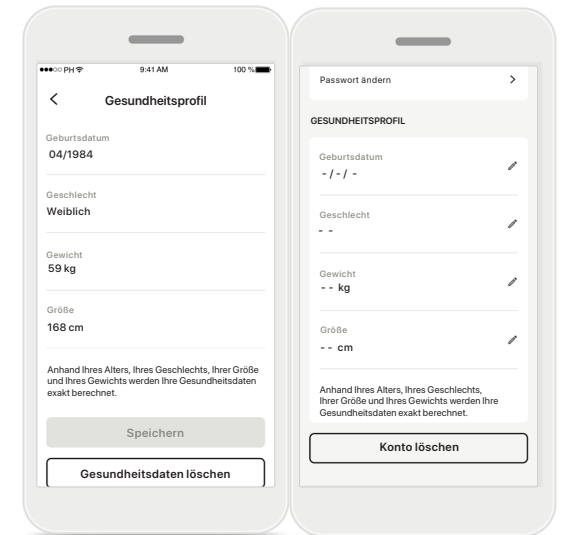 PH
9:41 AM
100 %
Gesundheitsprofil
Geburtsdatum
04/1984
Geschlecht
Weiblich
Gewicht
59 kg
Größe
168 cm
Anhand Ihres Alters, Ihres Geschlechts, Ihrer Größe
und Ihres Gewichts werden Ihre Gesundheitsdaten
exakt berechnet.
Speichern
Gesundheitsdaten löschen
Passwort ändern
GESUNDHEITSPROFIL
Geburtsdatum
- / - / -
Geschlecht
- -
Gewicht
- - kg
Größe
- - cm
Anhand Ihres Alters, Ihres Geschlechts,
Ihrer Größe und Ihres Gewichts werden Ihre
Gesundheitsdaten exakt berechnet.
Konto löschen